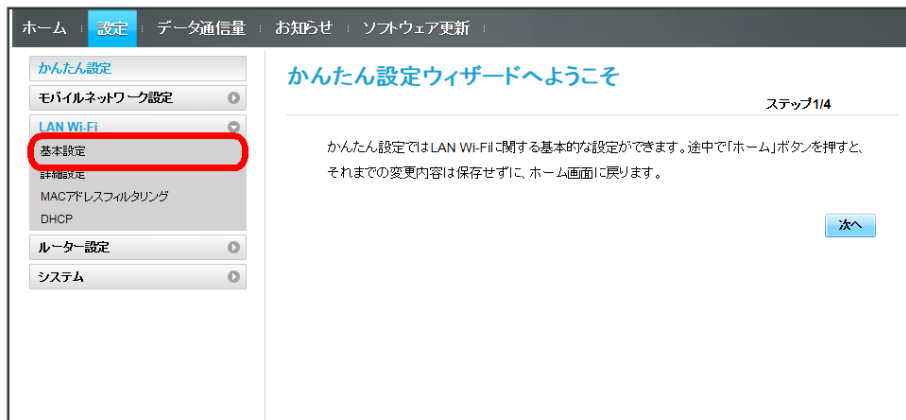 ホーム 設定 データ通信量 お知らせ ソフトウェア更新
かんたん設定
モバイルネットワーク設定
LAN Wi-Fi
基本設定
詳細設定
MACアドレスフィルタリング
DHCP
ルーター設定
システム
かんたん設定ウィザードへようこそ
ステップ1/4
かんたん設定ではLAN Wi-Fiに関する基本的な設定ができます。途中で「ホーム」ボタンを押すと、
それまでの変更内容は保存せずに、ホーム画面に戻ります。
次へ